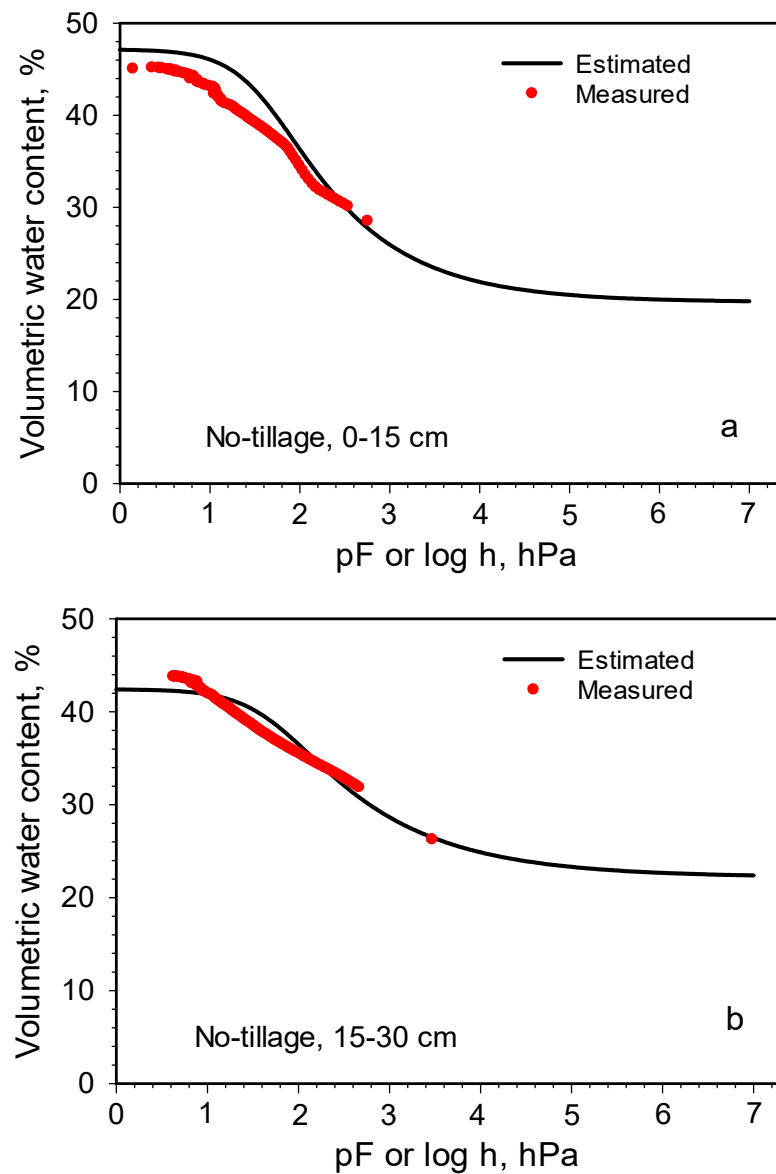 50
40
30
20
10
0
Volumetric water content, %
Estimated
Measured
No-tillage, 0-15 cm
a
0 1 2 3 4 5 6 7
pF or log h, hPa
50
40
30
20
10
0
Volumetric water content, %
Estimated
Measured
No-tillage, 15-30 cm
b
0 1 2 3 4 5 6 7
pF or log h, hPa